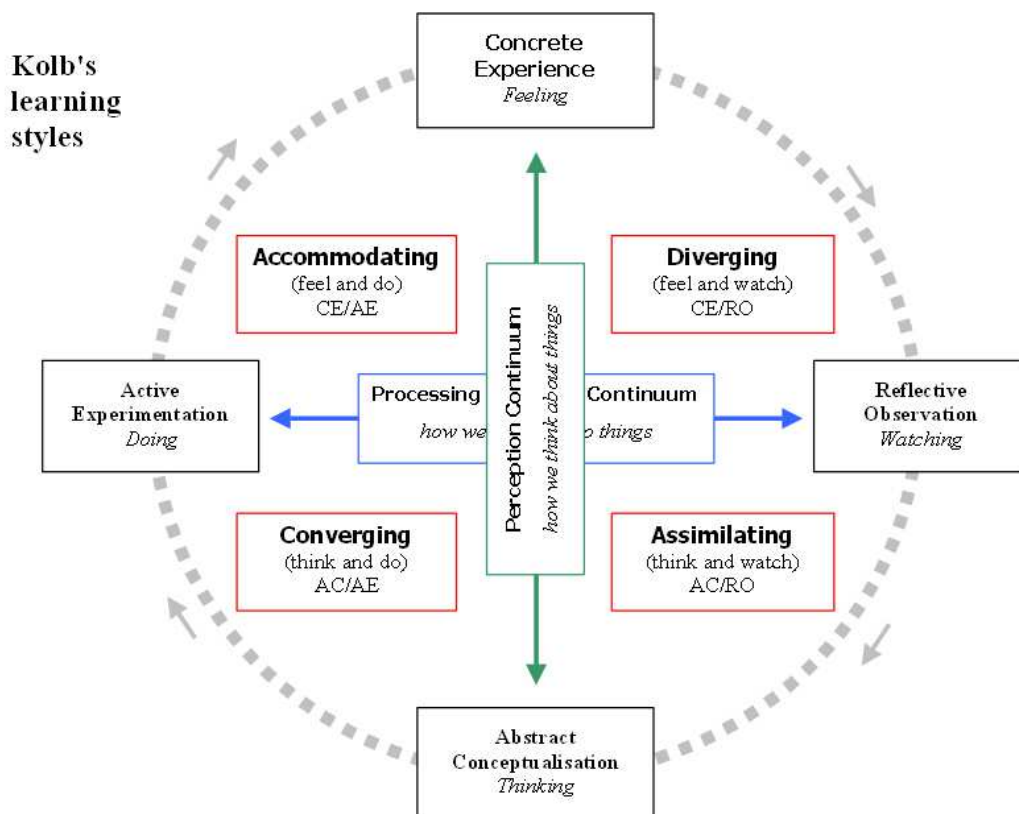 Kolb's
learning
styles
Concrete
Experience
Feeling
Accommodating
(feel and do)
CE/AE
Diverging
(feel and watch)
CE/RO
Active
Experimentation
Doing
Processing Continuum
how we things
Perception Continuum
how we think about things
Reflective
Observation
Watching
Converging
(think and do)
AC/AE
Assimilating
(think and watch)
AC/RO
Abstract
Conceptualisation
Thinking